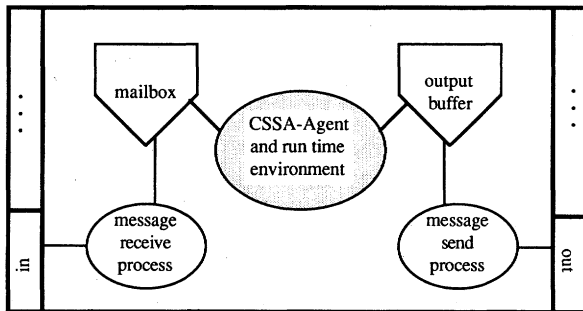 mailbox
output
buffer
CSSA-Agent
and run time
environment
message
receive
process
message
send
process
in
out